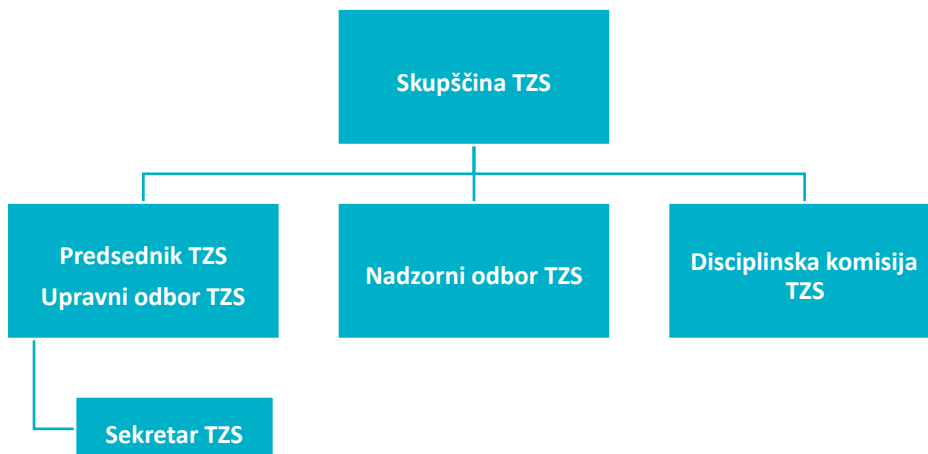 Skupščina TZS
Predsednik TZS
Upravni odbor TZS
Nadzorni odbor TZS
Disciplinska komisija
TZS
Sekretar TZS